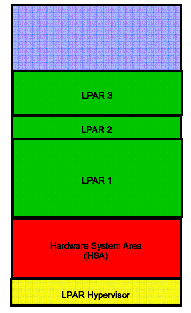 LPAR 3
LPAR 2
LPAR 1
Hardware System Area
(HSA)
LPAR Hypervisor